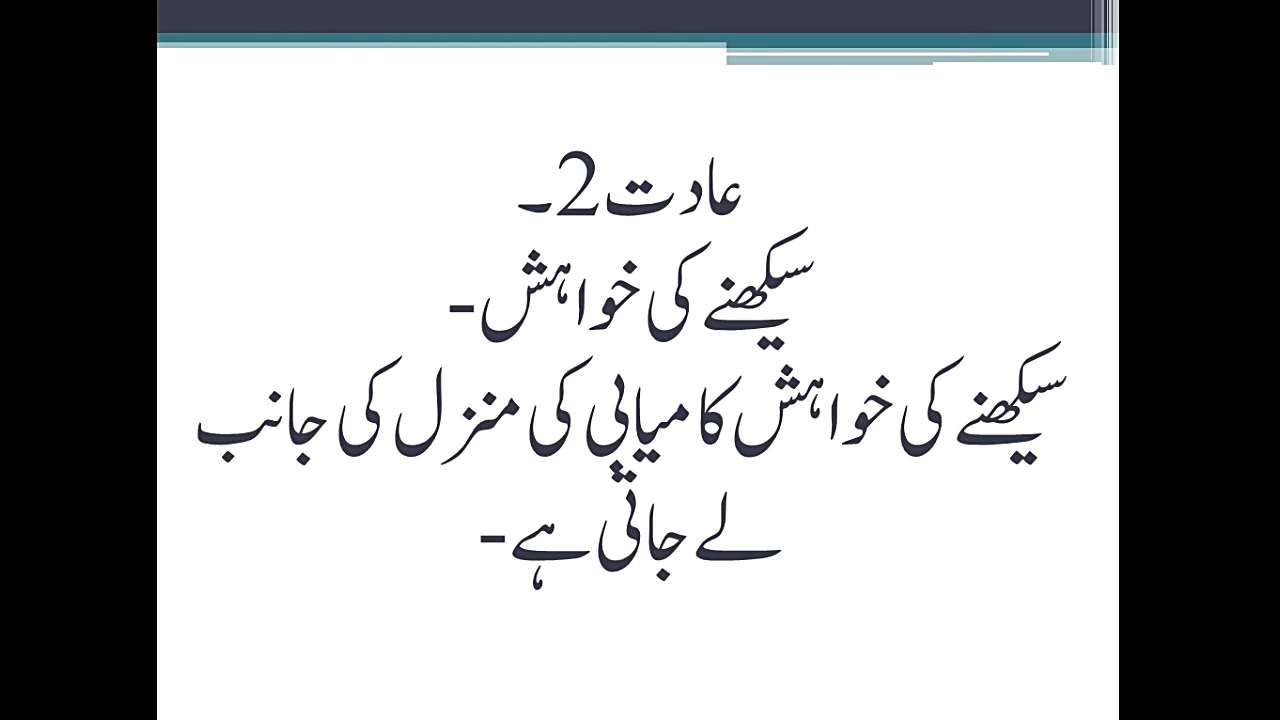 عادت 2۔
سیکھنے کی خواہش-
سیکھنے کی خواہش کامیابی کی منزل کی جانب
لے جاتی ہے-